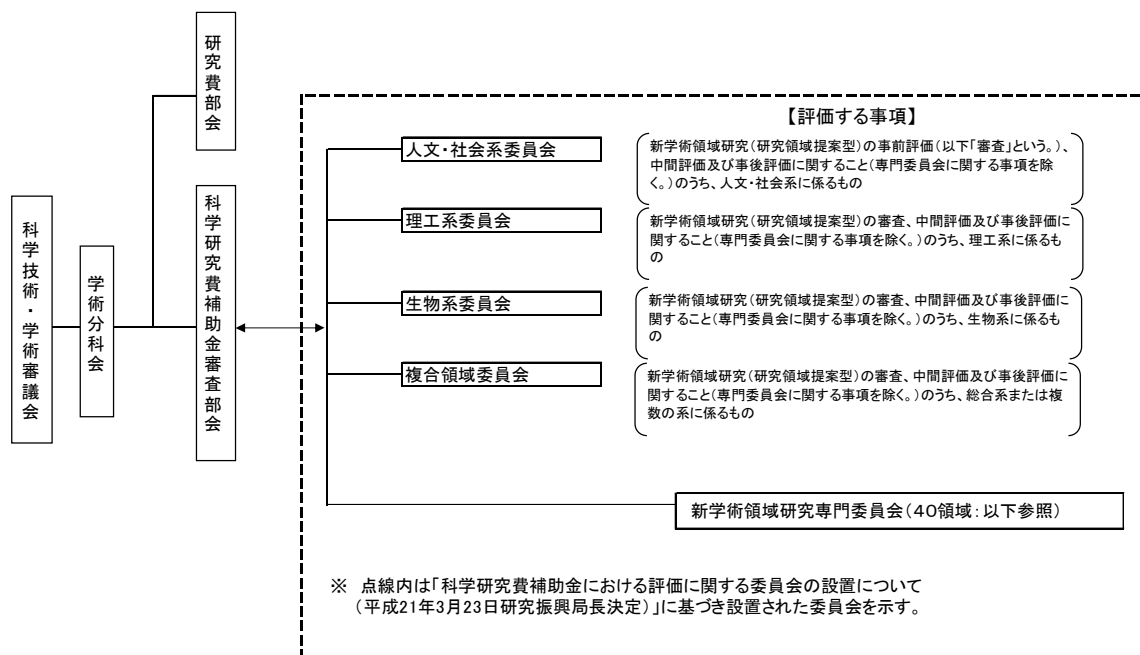 科学技術・学術審議会
学術分科会
研究費部会
科学研究費補助金審査部会
【評価する事項】
人文・社会系委員会
新学術領域研究(研究領域提案型)の事前評価(以下「審査」という。)、
中間評価及び事後評価に関すること(専門委員会に関する事項を除
く。)のうち、人文・社会系に係るもの
理工系委員会
新学術領域研究(研究領域提案型)の審査、中間評価及び事後評価に
関すること(専門委員会に関する事項を除く。)のうち、理工系に係るも
の
生物系委員会
新学術領域研究(研究領域提案型)の審査、中間評価及び事後評価に
関すること(専門委員会に関する事項を除く。)のうち、生物系に係るも
の
複合領域委員会
新学術領域研究(研究領域提案型)の審査、中間評価及び事後評価に
関すること(専門委員会に関する事項を除く。)のうち、総合系または複
数の系に係るもの
新学術領域研究専門委員会(40領域:以下参照)
※ 点線内は「科学研究費補助金における評価に関する委員会の設置について
(平成21年3月23日研究振興局長決定)」に基づき設置された委員会を示す。